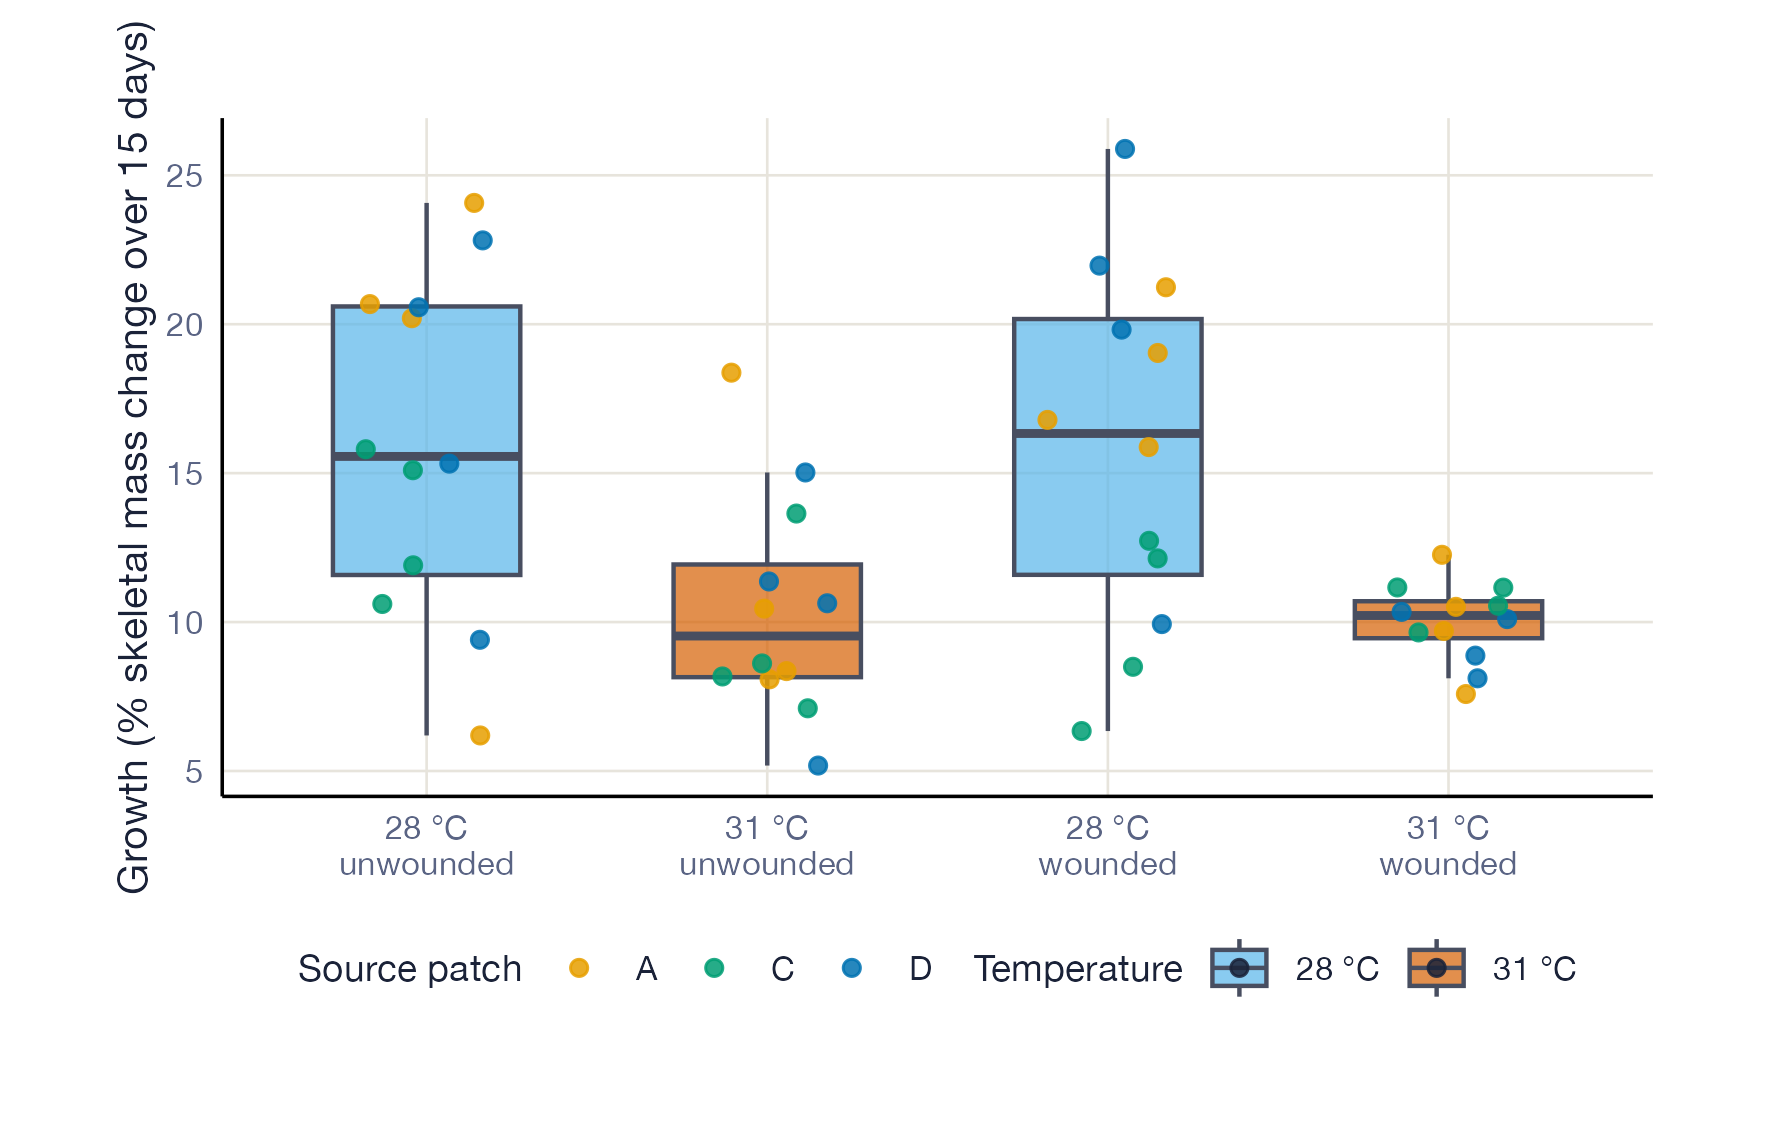 Growth (% skeletal mass change over 15 days)
25
20
15
10
5
28 °C
unwounded
31 °C
unwounded
28 °C
wounded
31 °C
wounded
Source patch A C D Temperature 28 °C 31 °C